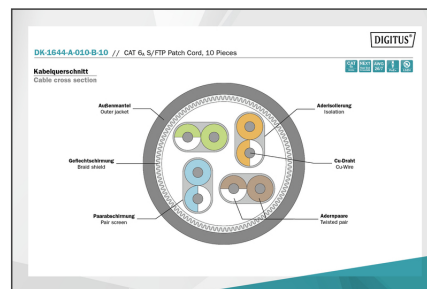 DIGITUS®
DK-1644-A-010-B-10 // CAT 6A S/FTP Patch Cord, 10 Pieces
Kabelquerschnitt
Cable cross section
Außenmantel
Outer jacket
Aderisolierung
Isolation
Geflechtschirmung
Braid shield
Cu-Draht
Cu-Wire
Paarabschirmung
Pair screen
Adernpaare
Twisted pair